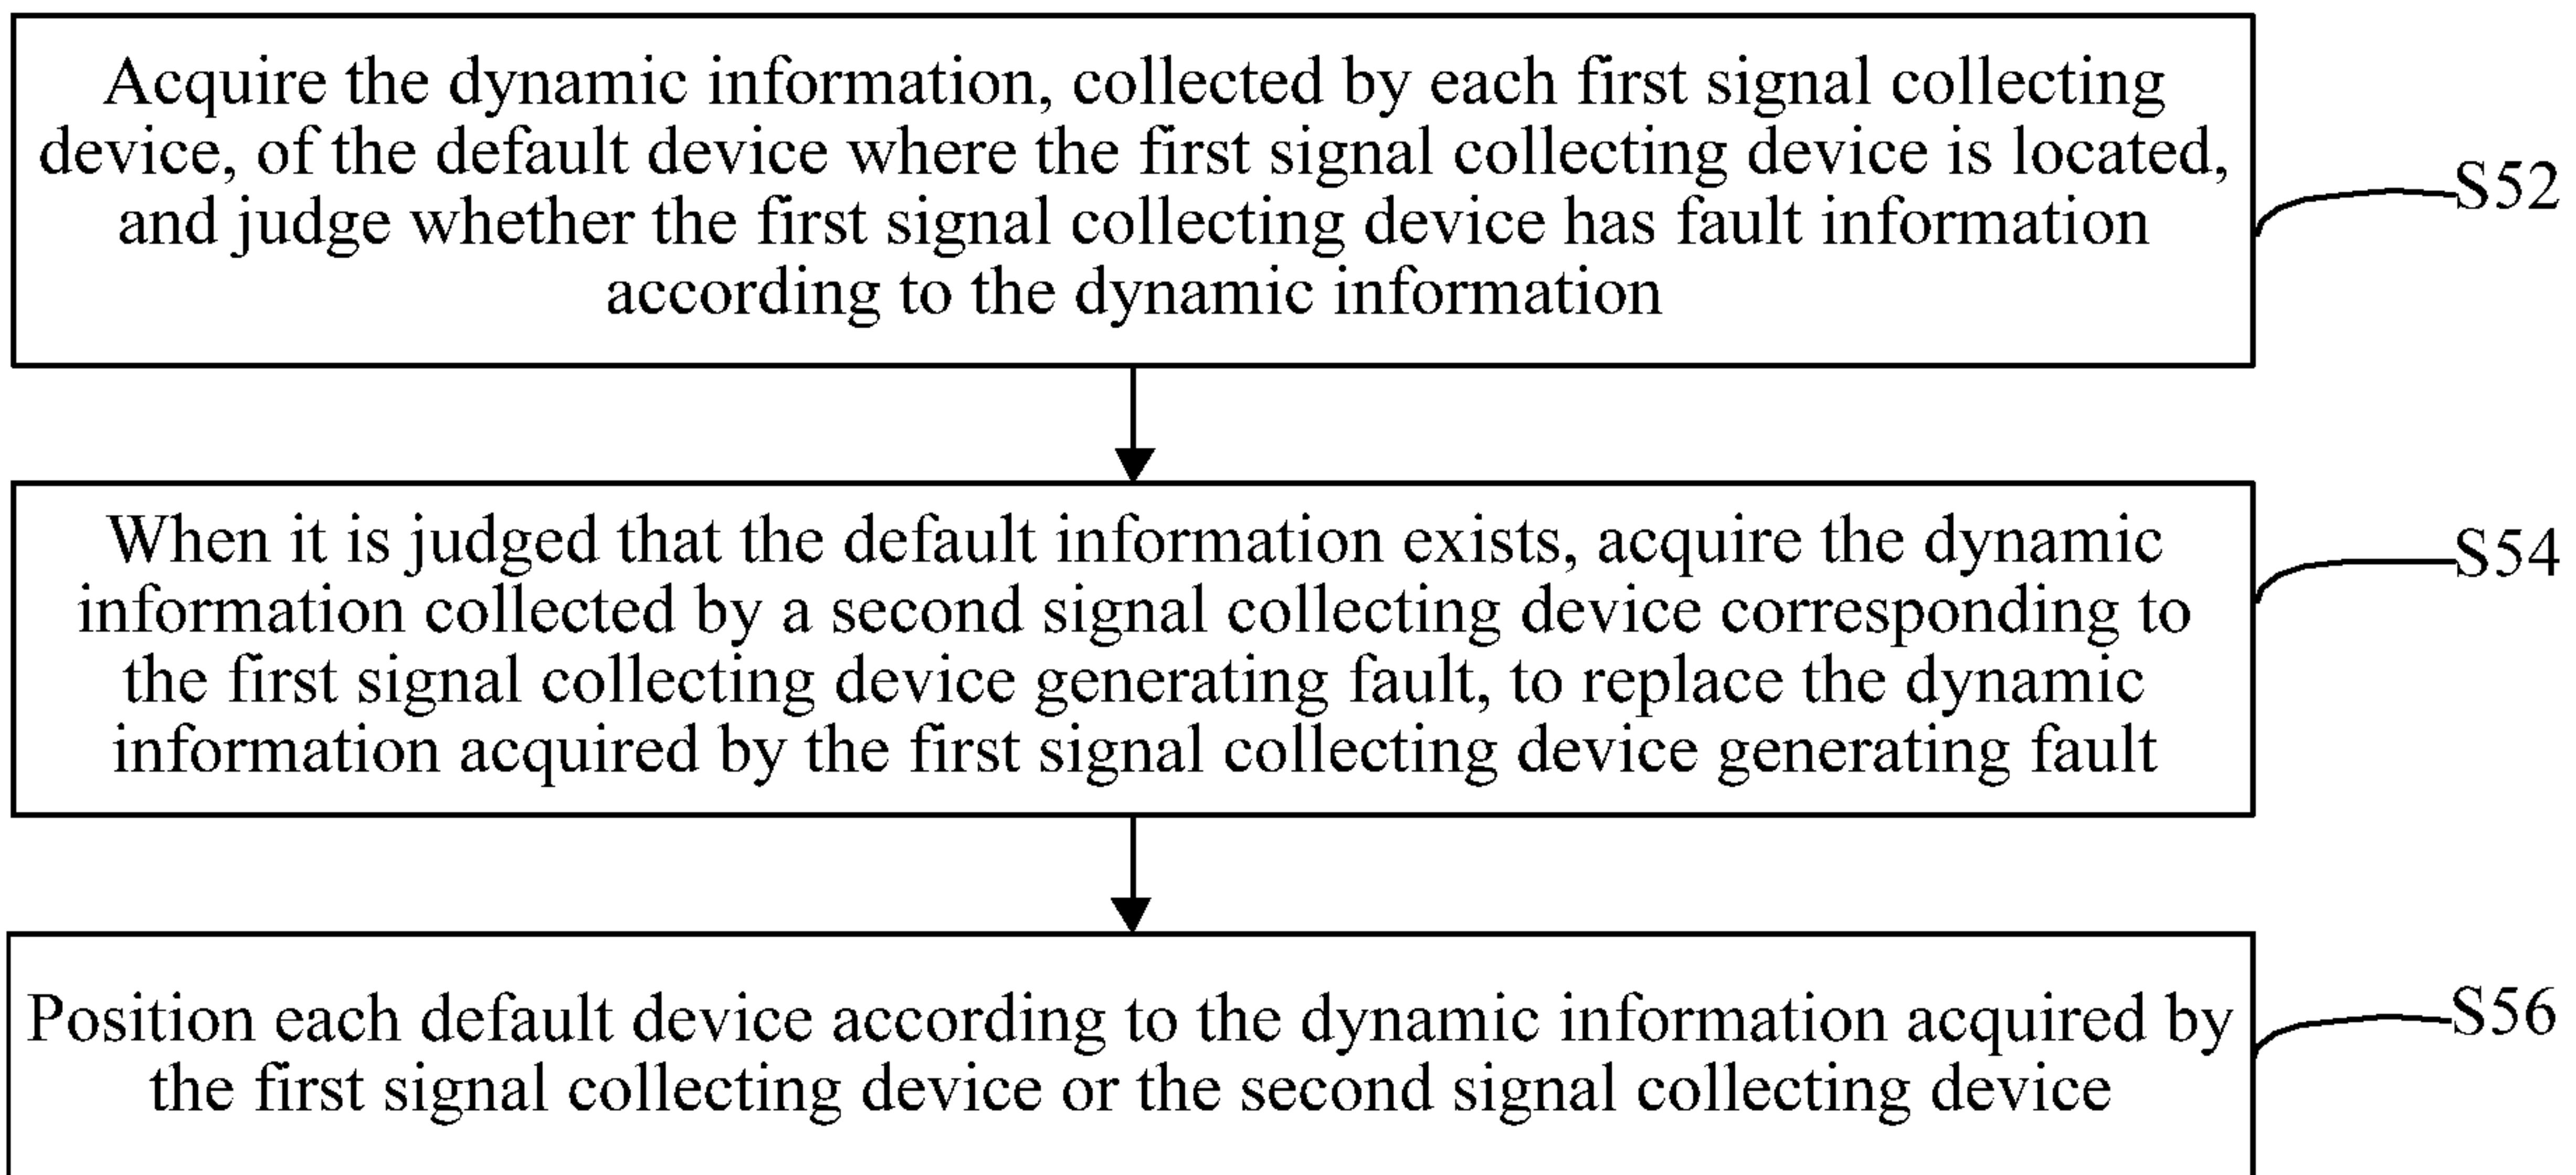 Acquire the dynamic information, collected by each first signal collecting
device, of the default device where the first signal collecting device is located,
and judge whether the first signal collecting device has fault information
according to the dynamic information
S52
When it is judged that the default information exists, acquire the dynamic
information collected by a second signal collecting device corresponding to
the first signal collecting device generating fault, to replace the dynamic
information acquired by the first signal collecting device generating fault
S54
Position each default device according to the dynamic information acquired by
the first signal collecting device or the second signal collecting device
S56